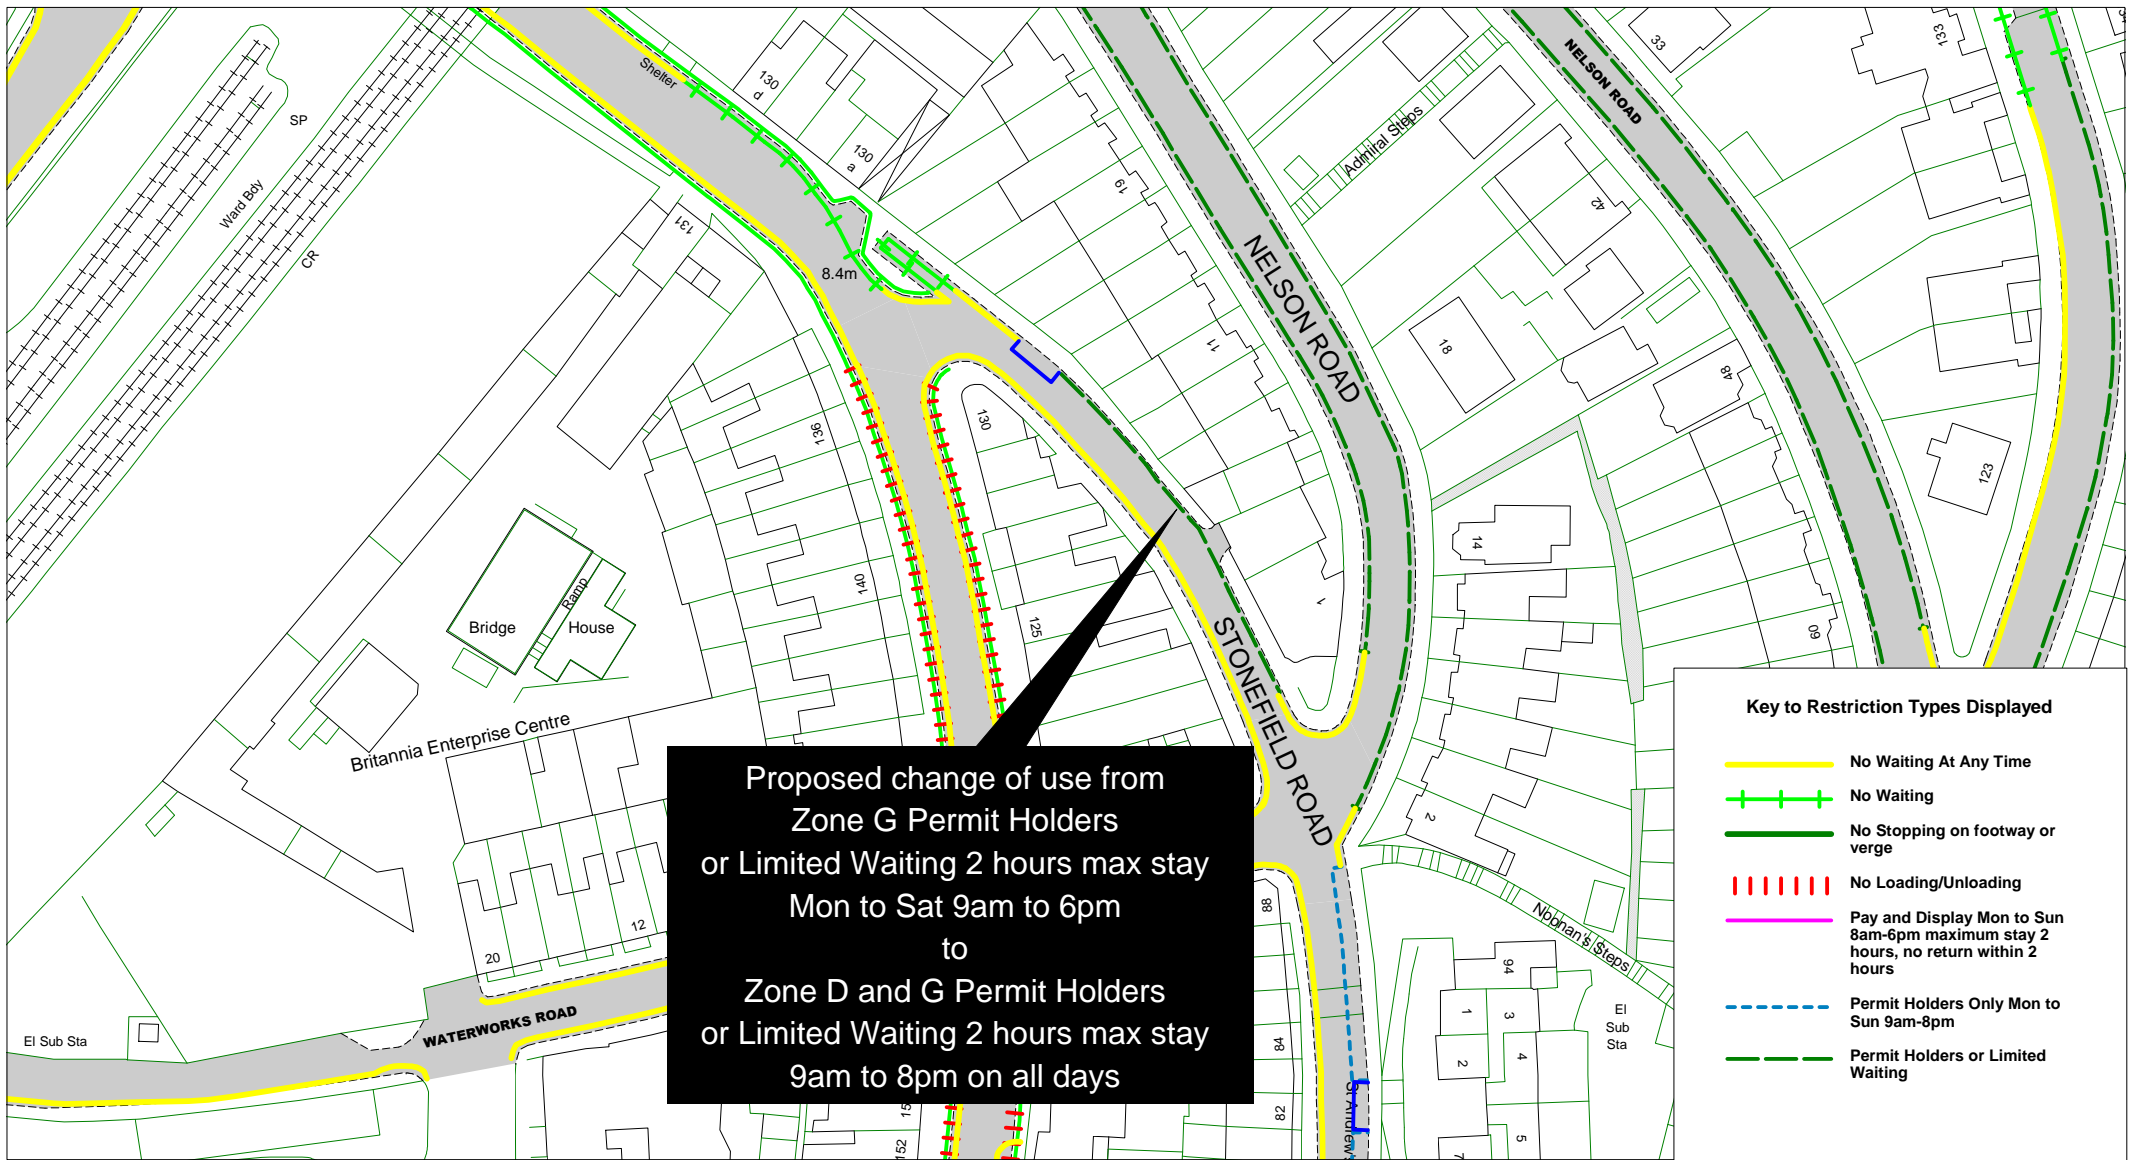 Shelter
130
d
130
a
33
NELSON ROAD
133
SP
Ward Bdy
CR
131
8.4m
19
Admiral Steps
42
NELSON ROAD
11
18
48
136
130
123
14
140
Ramp
Bridge
House
125
1
60
STONEFIELD ROAD
Britannia Enterprise Centre
2
20
12
88
Noonan's Steps
94
WATERWORKS ROAD
El Sub Sta
84
82
1
3
2
4
5
7
El
Sub
Sta
St Andrew'
15
152
Proposed change of use from
Zone G Permit Holders
or Limited Waiting 2 hours max stay
Mon to Sat 9am to 6pm
to
Zone D and G Permit Holders
or Limited Waiting 2 hours max stay
9am to 8pm on all days
Key to Restriction Types Displayed
No Waiting At Any Time
No Waiting
No Stopping on footway or
verge
No Loading/Unloading
Pay and Display Mon to Sun
8am-6pm maximum stay 2
hours, no return within 2
hours
Permit Holders Only Mon to
Sun 9am-8pm
Permit Holders or Limited
Waiting